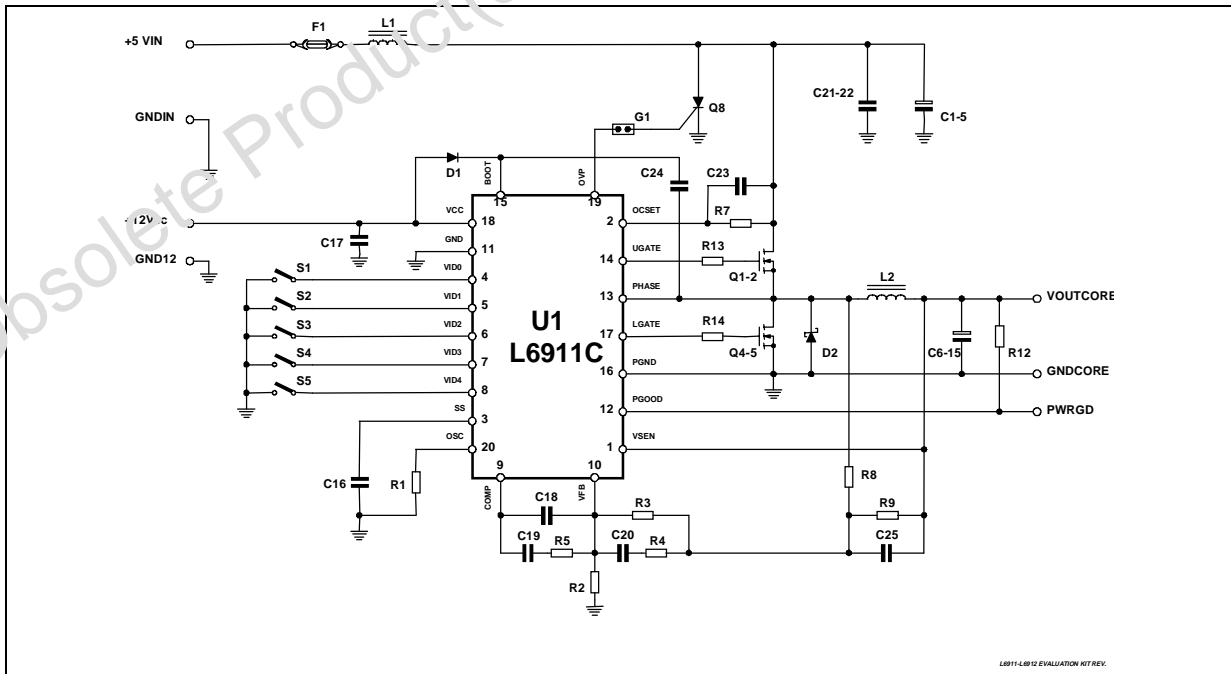 Obsolete Product(
F1
L1
+5 VIN
GNDIN
Q8
C21-22
C1-5
G1
D1
BOOT
OVP
C24
C23
+12Vcc
VCC
15
19
OCSET
R7
18
2
C17
GND
11
UGATE
14
R13
Q1-2
GND12
VID0
4
S1
PHASE
13
L2
VOUTCORE
VID1
5
S2
U1
L6911C
VID2
6
S3
LGATE
17
R14
Q4-5
D2
C6-15
R12
VID3
7
S4
PGND
16
GNDCORE
VID4
8
S5
PGOOD
12
PWRGD
SS
3
OSC
20
VSEN
1
C16
R1
9
10
COMP
VFB
R8
C18
R3
R9
C19
R5
C20
R4
C25
R2
L6911-L6912 EVALUATION KIT REV.